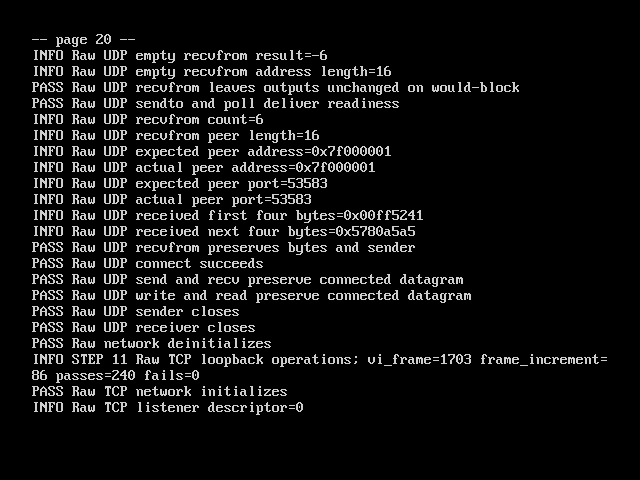 -- page 20 --
INFO Raw UDP empty recvfrom result=-6
INFO Raw UDP empty recvfrom address length=16
PASS Raw UDP recvfrom leaves outputs unchanged on would-block
PASS Raw UDP sendto and poll deliver readiness
INFO Raw UDP recvfrom count=6
INFO Raw UDP recvfrom peer length=16
INFO Raw UDP expected peer address=0x7f000001
INFO Raw UDP actual peer address=0x7f000001
INFO Raw UDP expected peer port=53583
INFO Raw UDP actual peer port=53583
INFO Raw UDP received first four bytes=0x00ff5241
INFO Raw UDP received next four bytes=0x5780a5a5
PASS Raw UDP recvfrom preserves bytes and sender
PASS Raw UDP connect succeeds
PASS Raw UDP send and recv preserve connected datagram
PASS Raw UDP write and read preserve connected datagram
PASS Raw UDP sender closes
PASS Raw UDP receiver closes
PASS Raw network deinitializes
INFO STEP 11 Raw TCP loopback operations; vi_frame=1703 frame_increment=
86 passes=240 fails=0
PASS Raw TCP network initializes
INFO Raw TCP listener descriptor=0